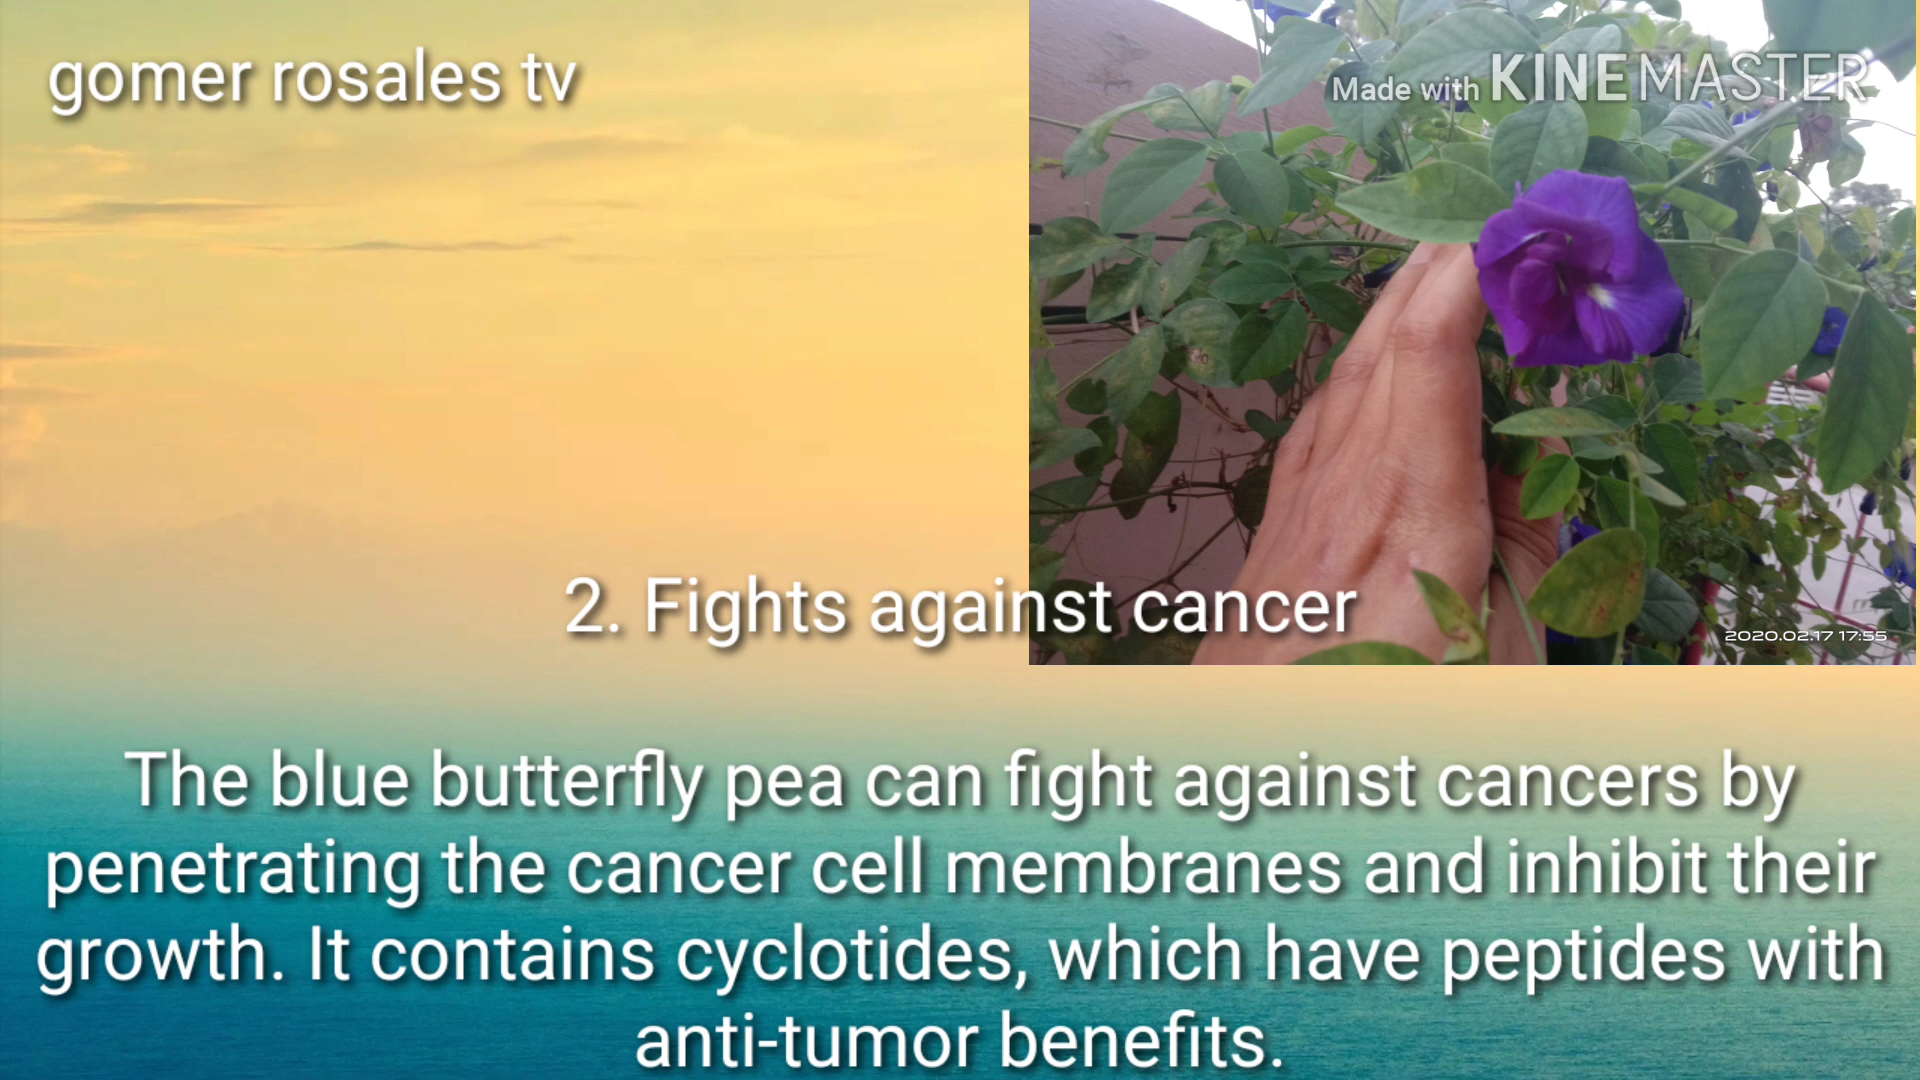 gomer rosales tv
Made with KINEMASTER
2. Fights against cancer
2020.02.17 17:55
The blue butterfly pea can fight against cancers by
penetrating the cancer cell membranes and inhibit their
growth. It contains cyclotides, which have peptides with
anti-tumor benefits.